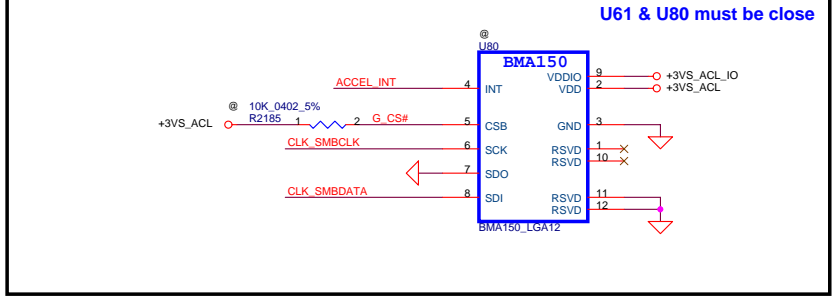 U61 & U80 must be close
@
U80
BMA150
ACCEL_INT
4
INT
VDDIO
9
+3VS_ACL_IO
VDD
2
+3VS_ACL
@
10K_0402_5%
+3VS_ACL
R2185
1
2
G_CS#
5
CSB
GND
3
CLK_SMBCLK
6
SCK
RSVD
1
RSVD
10
7
SDO
CLK_SMBDATA
8
SDI
RSVD
11
RSVD
12
BMA150_LGA12